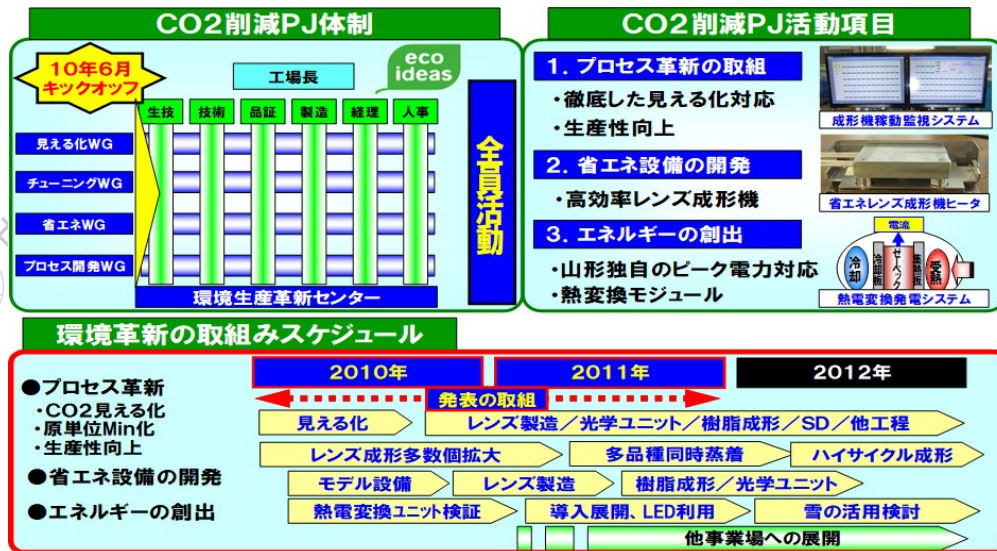 CO2削減PJ体制
10年6月
キックオッフ
工場長
eco
ideas
生技 技術 品証 製造 経理 人事
見える化WG
チューニングWG
省エネWG
プロセス開発WG
環境生産革新センター
全員活動
CO2削減PJ活動項目
1. プロセス革新の取組
・徹底した見える化対応
・生産性向上
成形機稼動監視システム
2. 省エネ設備の開発
・高効率レンズ成形機
省エネレンズ成形機ヒータ
3. エネルギーの創出
・山形独自のピーク電力対応
・熱変換モジュール
電流
冷却 冷却板 ゼーベック 集熱板 受熱
熱電変換発電システム
環境革新の取組みスケジュール
2010年 2011年 2012年
発表の取組
●プロセス革新
・CO2見える化
・原単位Min化
・生産性向上
見える化 レンズ製造/光学ユニット/樹脂成形/SD/他工程
レンズ成形多数個拡大 多品種同時蒸着 ハイサイクル成形
●省エネ設備の開発
モデル設備 レンズ製造 樹脂成形/光学ユニット
●エネルギーの創出
熱電変換ユニット検証 導入展開、LED利用 雪の活用検討
他事業場への展開